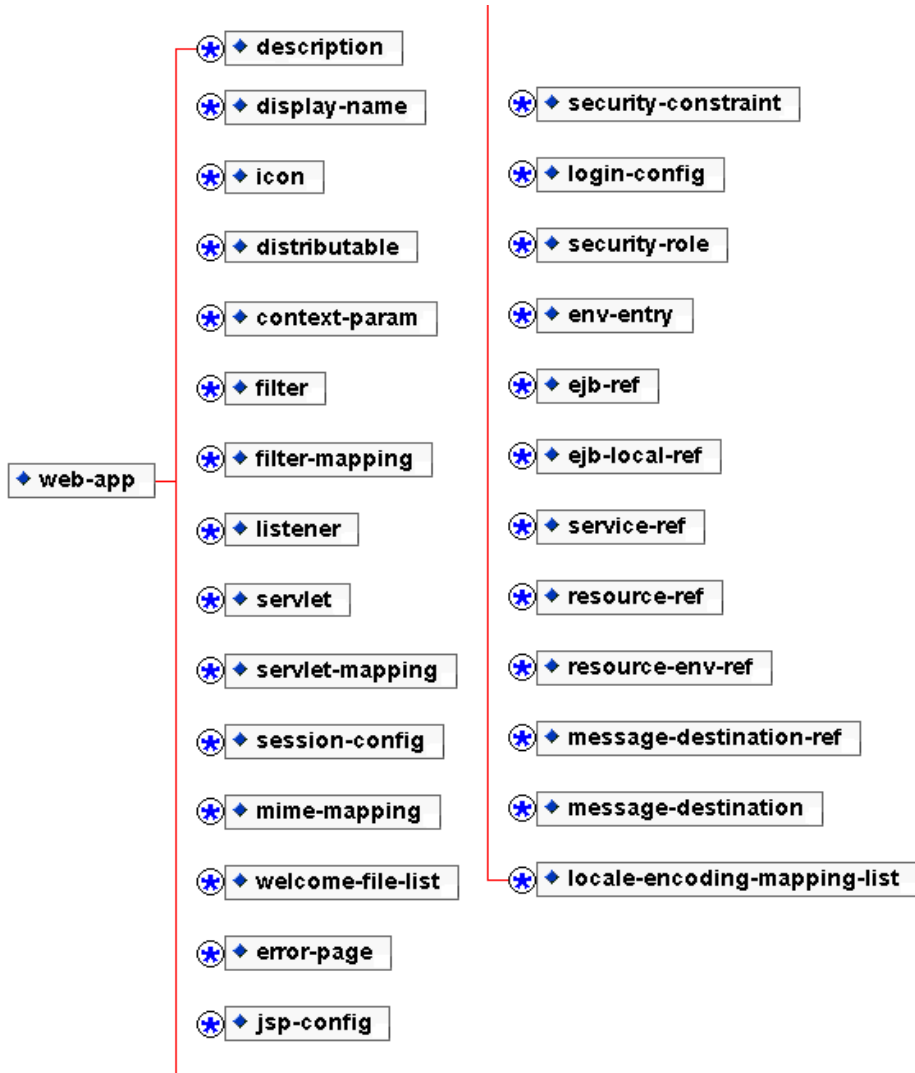 web-app
description
display-name
icon
distributable
context-param
filter
filter-mapping
listener
servlet
servlet-mapping
session-config
mime-mapping
welcome-file-list
error-page
jsp-config
security-constraint
login-config
security-role
env-entry
ejb-ref
ejb-local-ref
service-ref
resource-ref
resource-env-ref
message-destination-ref
message-destination
locale-encoding-mapping-list